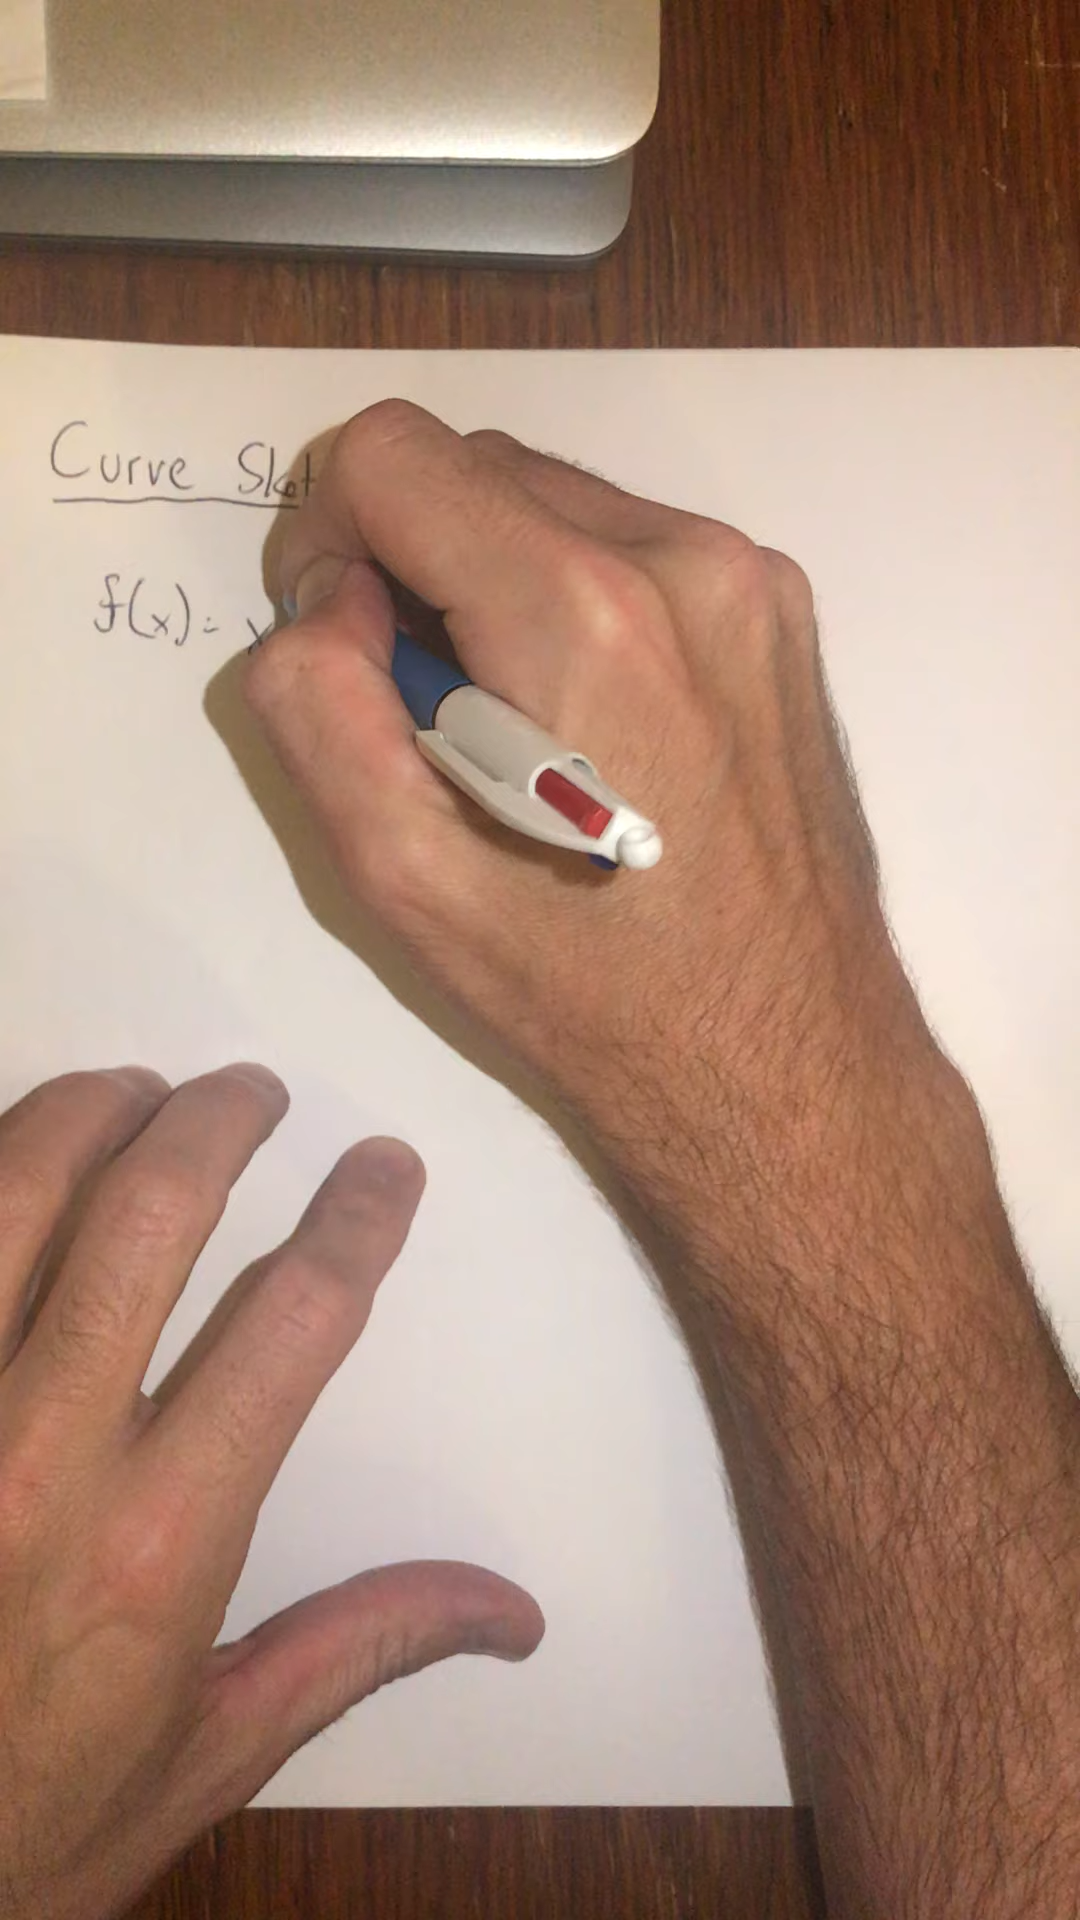 Curve Sket
f(x) = x